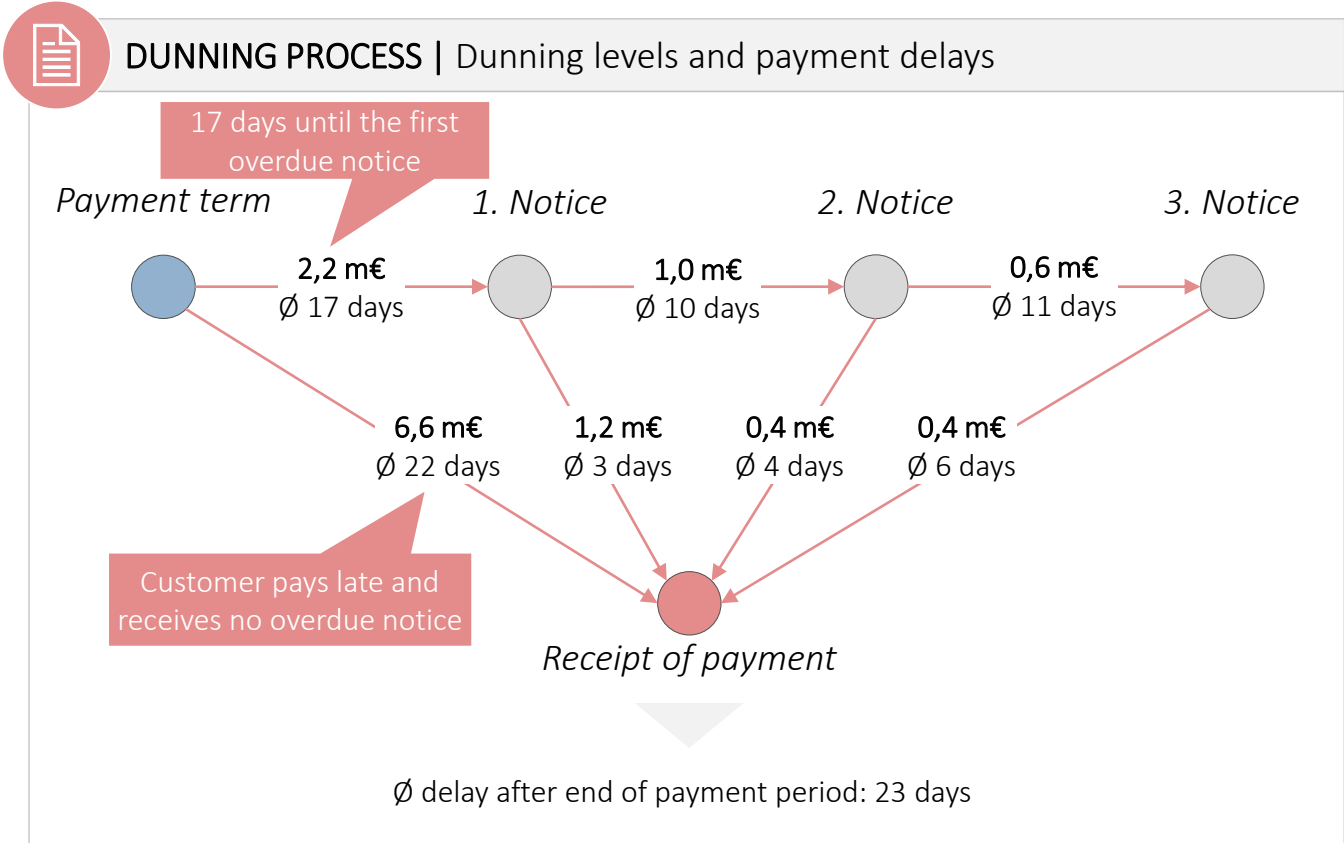 DUNNING PROCESS | Dunning levels and payment delays
17 days until the first
overdue notice
Payment term
1. Notice
2. Notice
3. Notice
2,2 m€
Ø 17 days
1,0 m€
Ø 10 days
0,6 m€
Ø 11 days
6,6 m€
Ø 22 days
1,2 m€
Ø 3 days
0,4 m€
Ø 4 days
0,4 m€
Ø 6 days
Customer pays late and
receives no overdue notice
Receipt of payment
Ø delay after end of payment period: 23 days